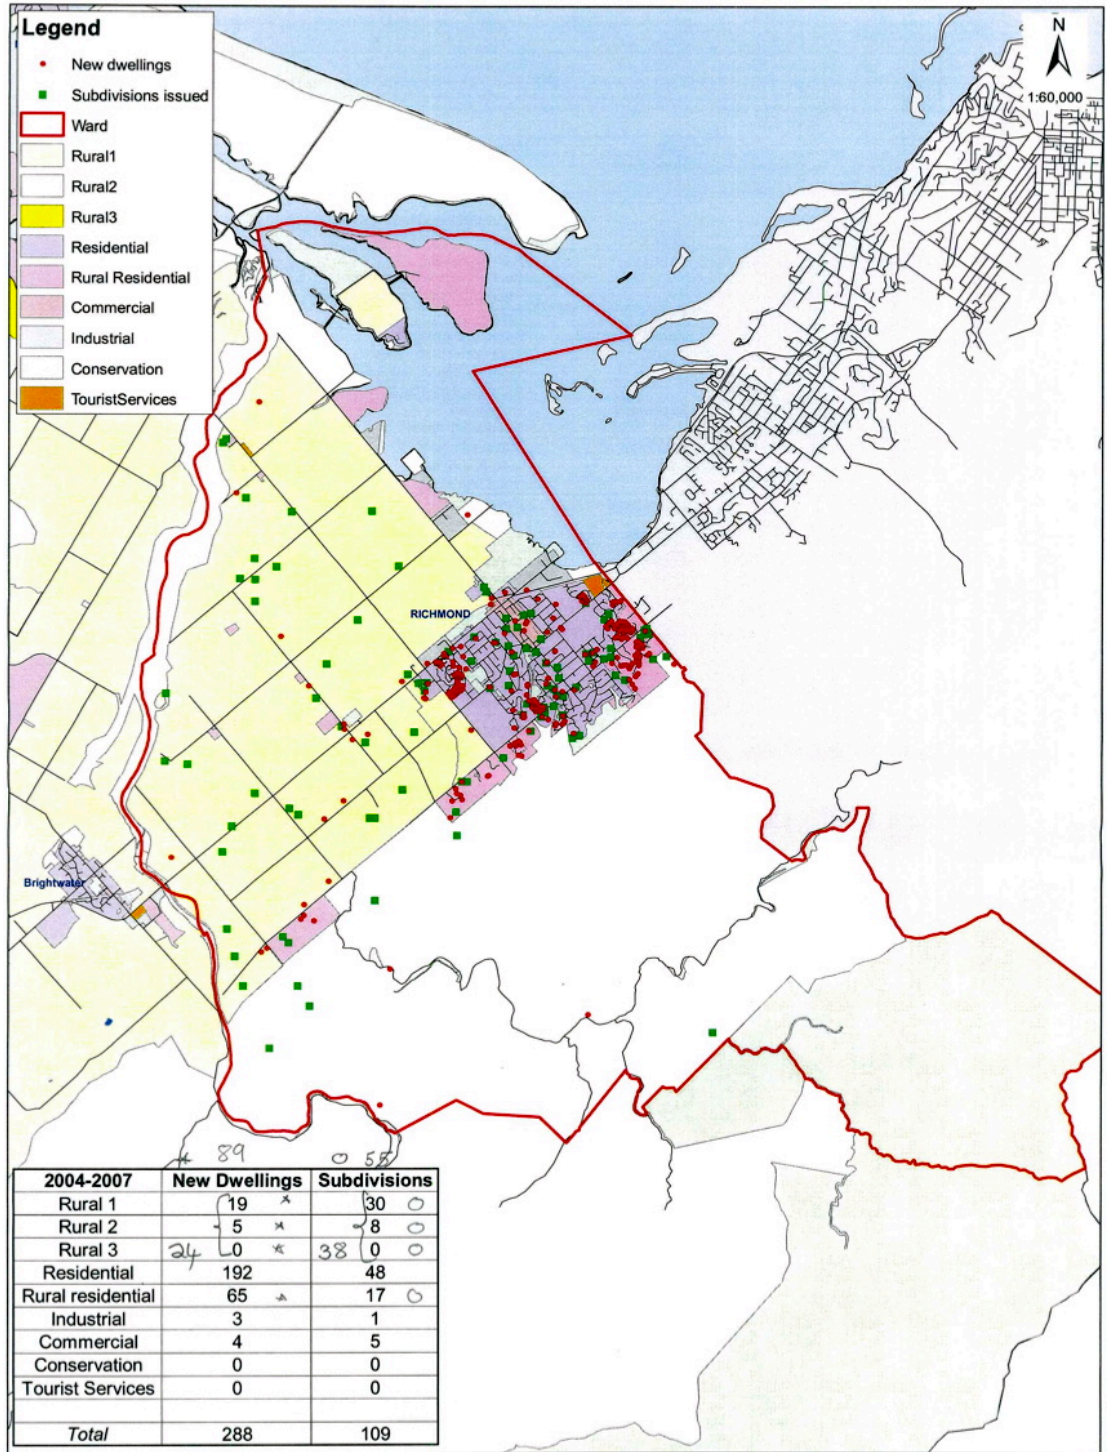 Legend
New dwellings
Subdivisions issued
Ward
Rural1
Rural2
Rural3
Residential
Rural Residential
Commercial
Industrial
Conservation
TouristServices
N
1:60,000
RICHMOND
Brightwater
* 89 ○ 55
2004-2007 New Dwellings Subdivisions
Rural 1 19 * 30 ○
Rural 2 5 * 8 ○
Rural 3 24 0 * 38 0 ○
Residential 192 48
Rural residential 65 * 17 ○
Industrial 3 1
Commercial 4 5
Conservation 0 0
Tourist Services 0 0
Total 288 109